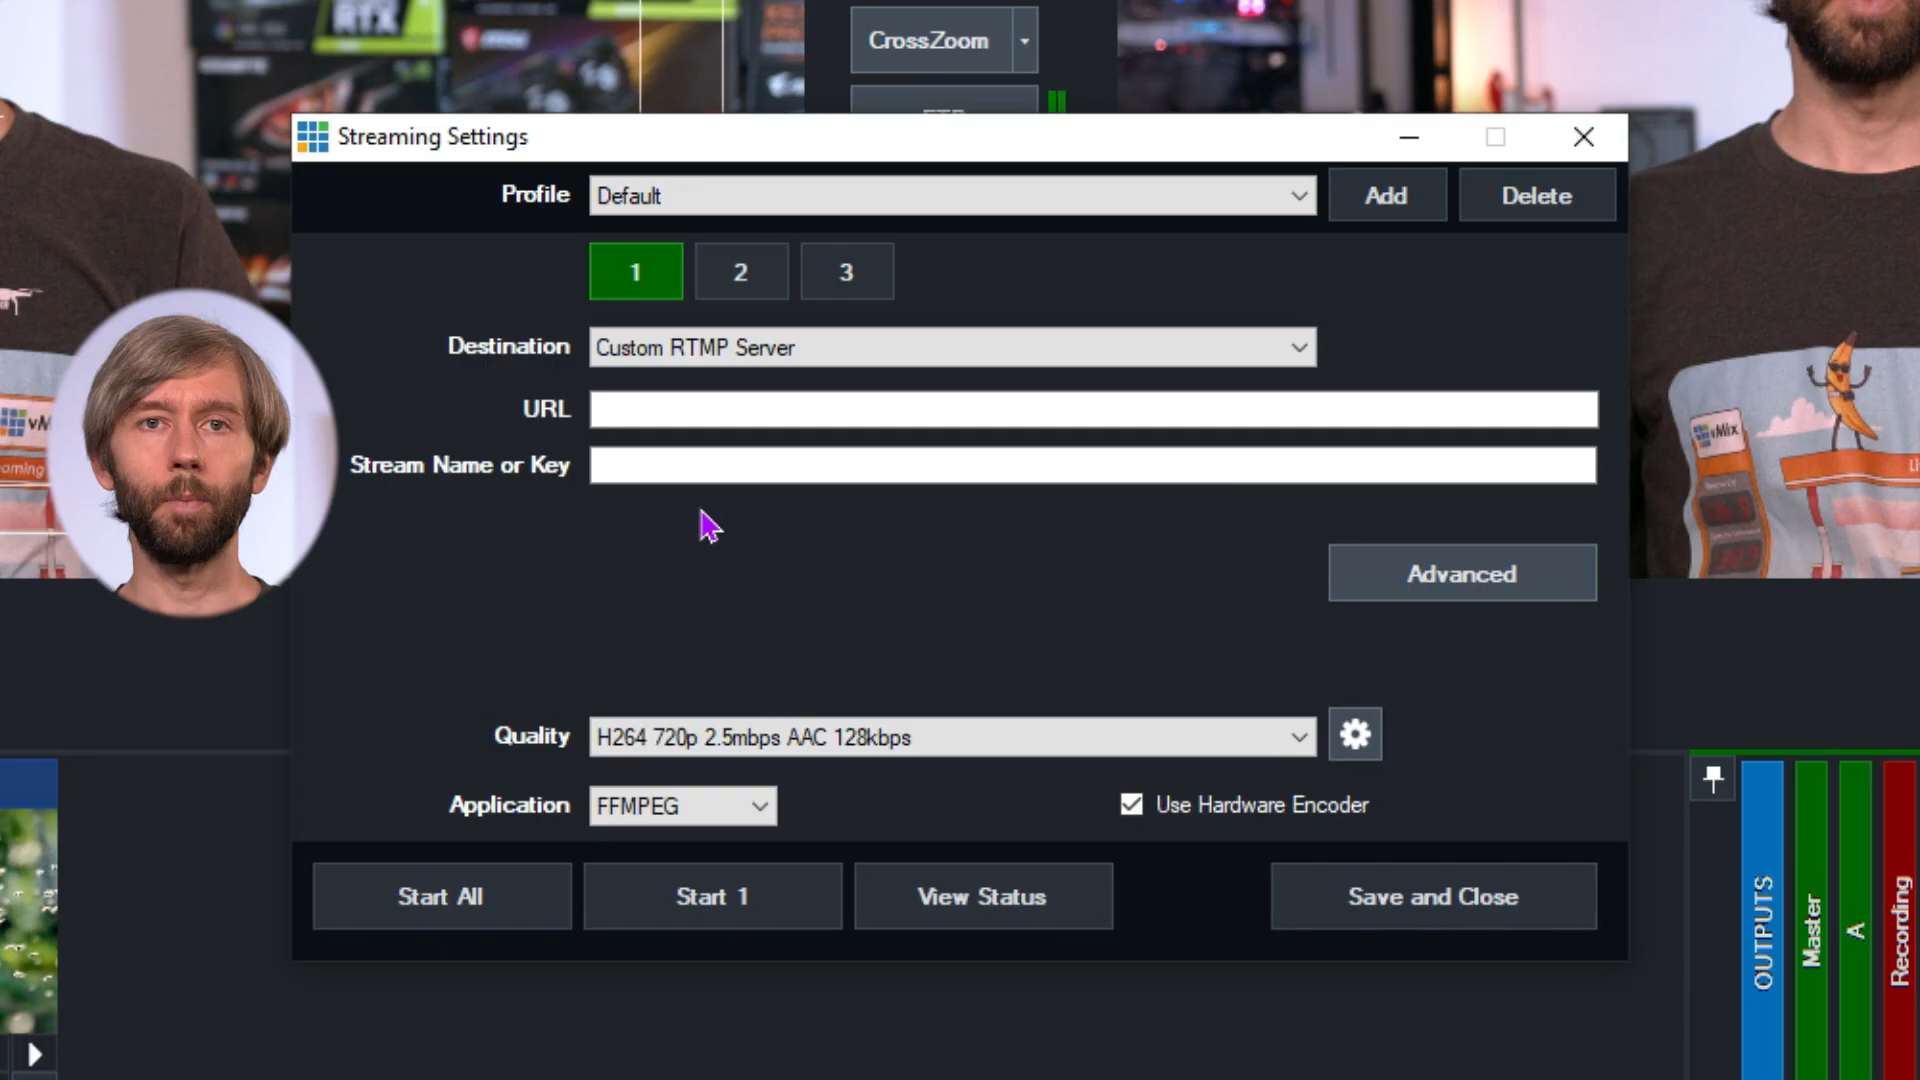 RTX
CrossZoom
Streaming Settings
Profile
Default
Add
Delete
1
2
3
Destination
Custom RTMP Server
URL
Stream Name or Key
Advanced
Quality
H264 720p 2.5mbps AAC 128kbps
Application
FFMPEG
Use Hardware Encoder
Start All
Start 1
View Status
Save and Close
vMix
OUTPUTS
Master
A
Recording